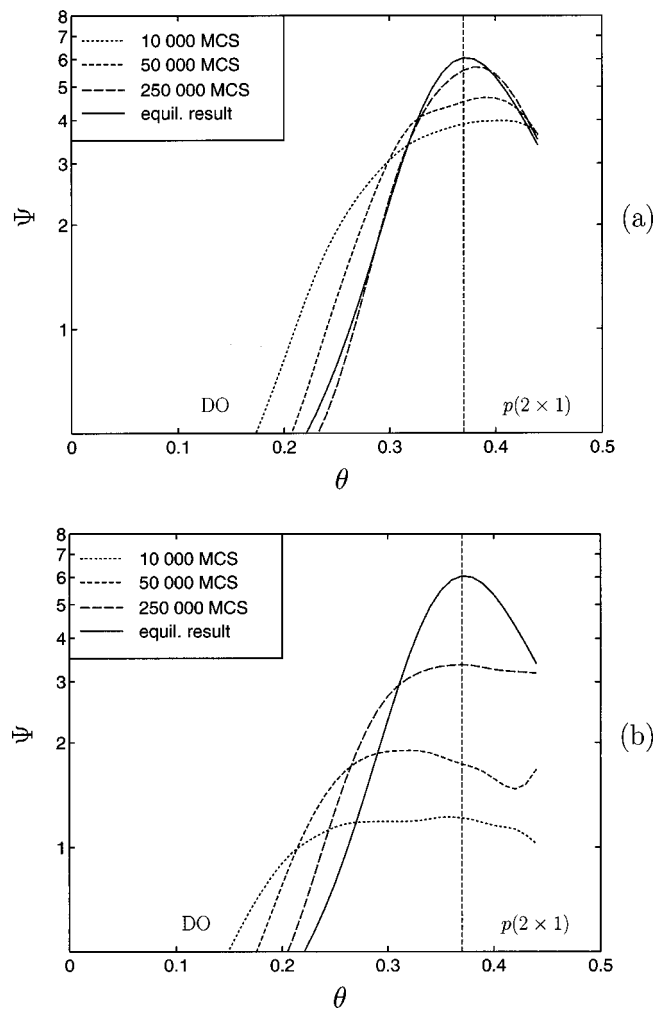 8
7
6
5
4
3
2
1
Ψ
10 000 MCS
50 000 MCS
250 000 MCS
equil. result
DO
p(2 × 1)
(a)
0 0.1 0.2 0.3 0.4 0.5
θ
8
7
6
5
4
3
2
1
Ψ
10 000 MCS
50 000 MCS
250 000 MCS
equil. result
DO
p(2 × 1)
(b)
0 0.1 0.2 0.3 0.4 0.5
θ